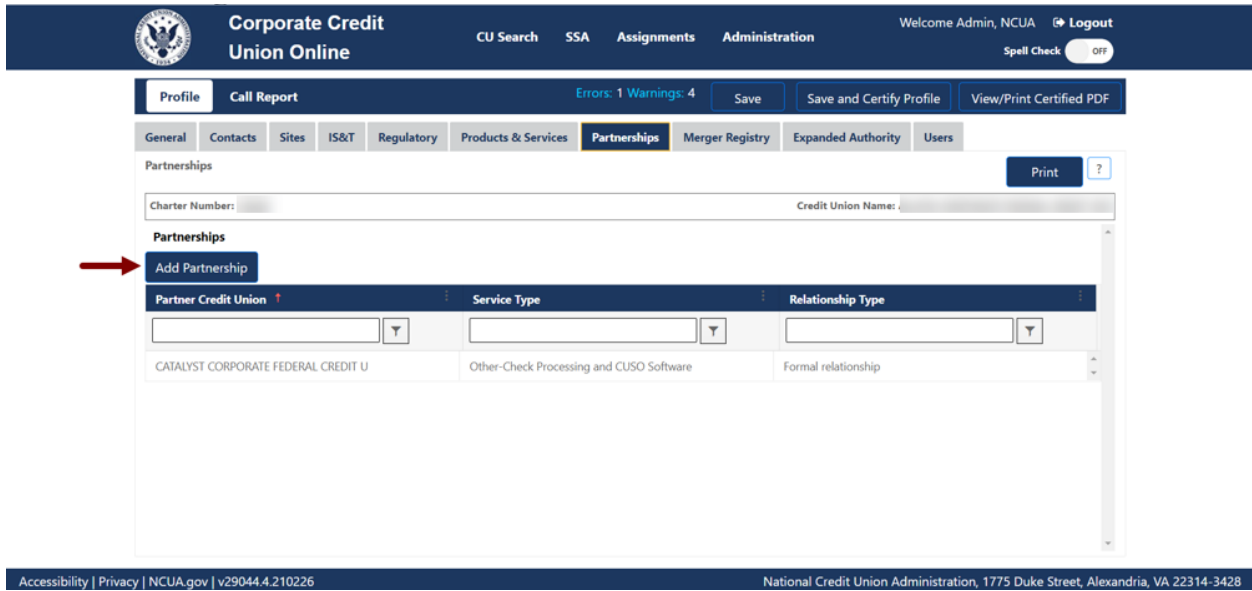 Corporate Credit
Union Online
CU Search SSA Assignments Administration
Welcome Admin, NCUA Logout
Spell Check OFF
Profile Call Report Errors: 1 Warnings: 4 Save Save and Certify Profile View/Print Certified PDF
General Contacts Sites IS&T Regulatory Products & Services Partnerships Merger Registry Expanded Authority Users
Partnerships
Print ?
Charter Number: Credit Union Name:
Partnerships
Add Partnership
Partner Credit Union ↑ Service Type Relationship Type
CATALYST CORPORATE FEDERAL CREDIT U Other-Check Processing and CUSO Software Formal relationship
Accessibility | Privacy | NCUA.gov | v29044.4.210226 National Credit Union Administration, 1775 Duke Street, Alexandria, VA 22314-3428